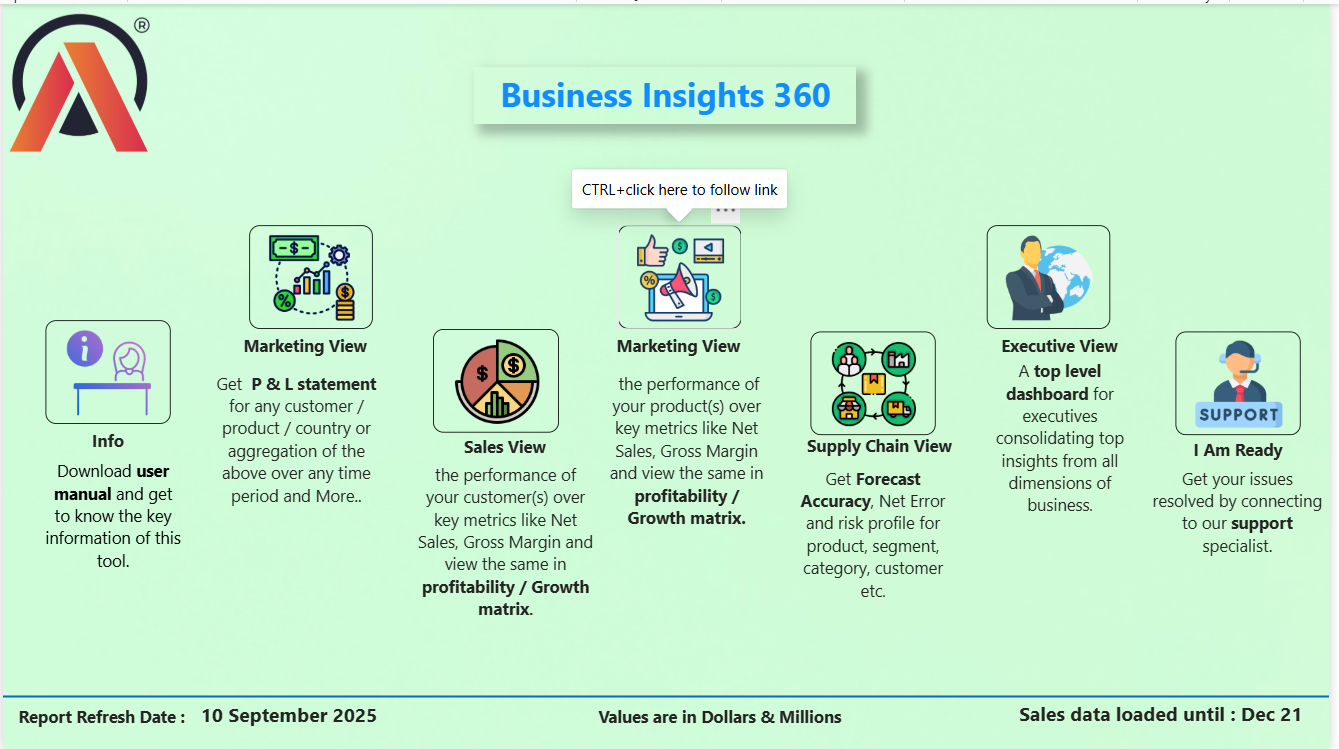 ®
Business Insights 360
CTRL+click here to follow link
Info
Download user
manual and get
to know the key
information of this
tool.
Marketing View
Get P & L statement
for any customer /
product / country or
aggregation of the
above over any time
period and More..
Sales View
the performance of
your customer(s) over
key metrics like Net
Sales, Gross Margin and
view the same in
profitability / Growth
matrix.
Marketing View
the performance of
your product(s) over
key metrics like Net
Sales, Gross Margin
and view the same in
profitability /
Growth matrix.
Supply Chain View
Get Forecast
Accuracy, Net Error
and risk profile for
product, segment,
category, customer
etc.
Executive View
A top level
dashboard for
executives
consolidating top
insights from all
dimensions of
business.
SUPPORT
I Am Ready
Get your issues
resolved by connecting
to our support
specialist.
Report Refresh Date : 10 September 2025
Values are in Dollars & Millions
Sales data loaded until : Dec 21